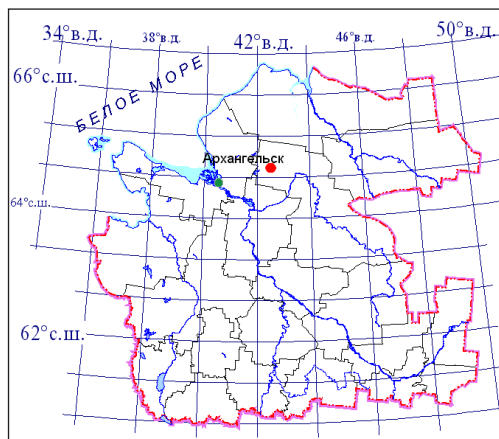 34°в.д.
38°в.д.
42°в.д.
46°в.д.
50°в.д.
66°с.ш.
БЕЛОЕ МОРЕ
Архангельск
64°с.ш.
62°с.ш.